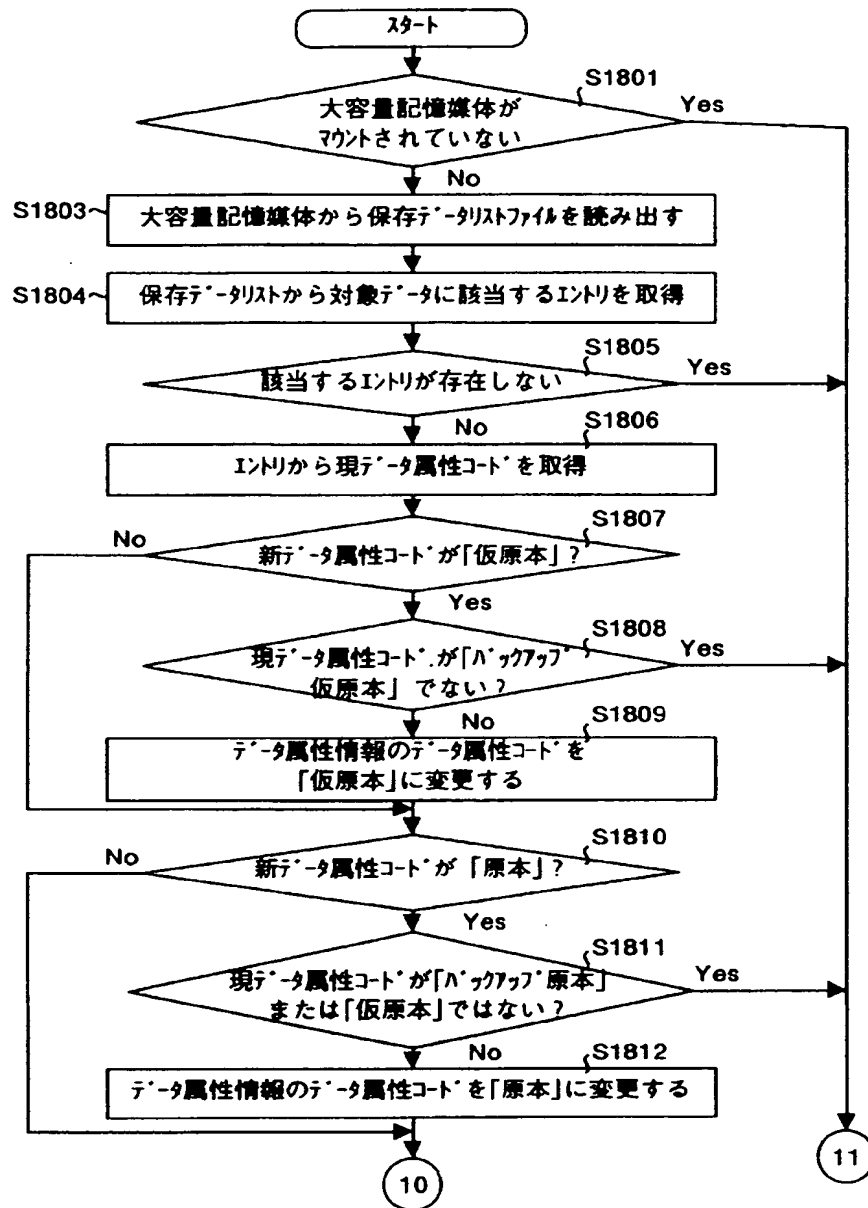 スタート
S1801
大容量記憶媒体が
マウントされていない
Yes
No
S1803
大容量記憶媒体から保存データリストファイルを読み出す
S1804
保存データリストから対象データに該当するエントリを取得
S1805
該当するエントリが存在しない
Yes
No
S1806
エントリから現データ属性コードを取得
S1807
No
新データ属性コードが「仮原本」?
Yes
S1808
現データ属性コード.が「バックアップ
仮原本」でない?
Yes
No
S1809
データ属性情報のデータ属性コードを
「仮原本」に変更する
S1810
No
新データ属性コードが「原本」?
Yes
S1811
現データ属性コードが「バックアップ原本」
または「仮原本」ではない?
Yes
No
S1812
データ属性情報のデータ属性コードを「原本」に変更する
10
11